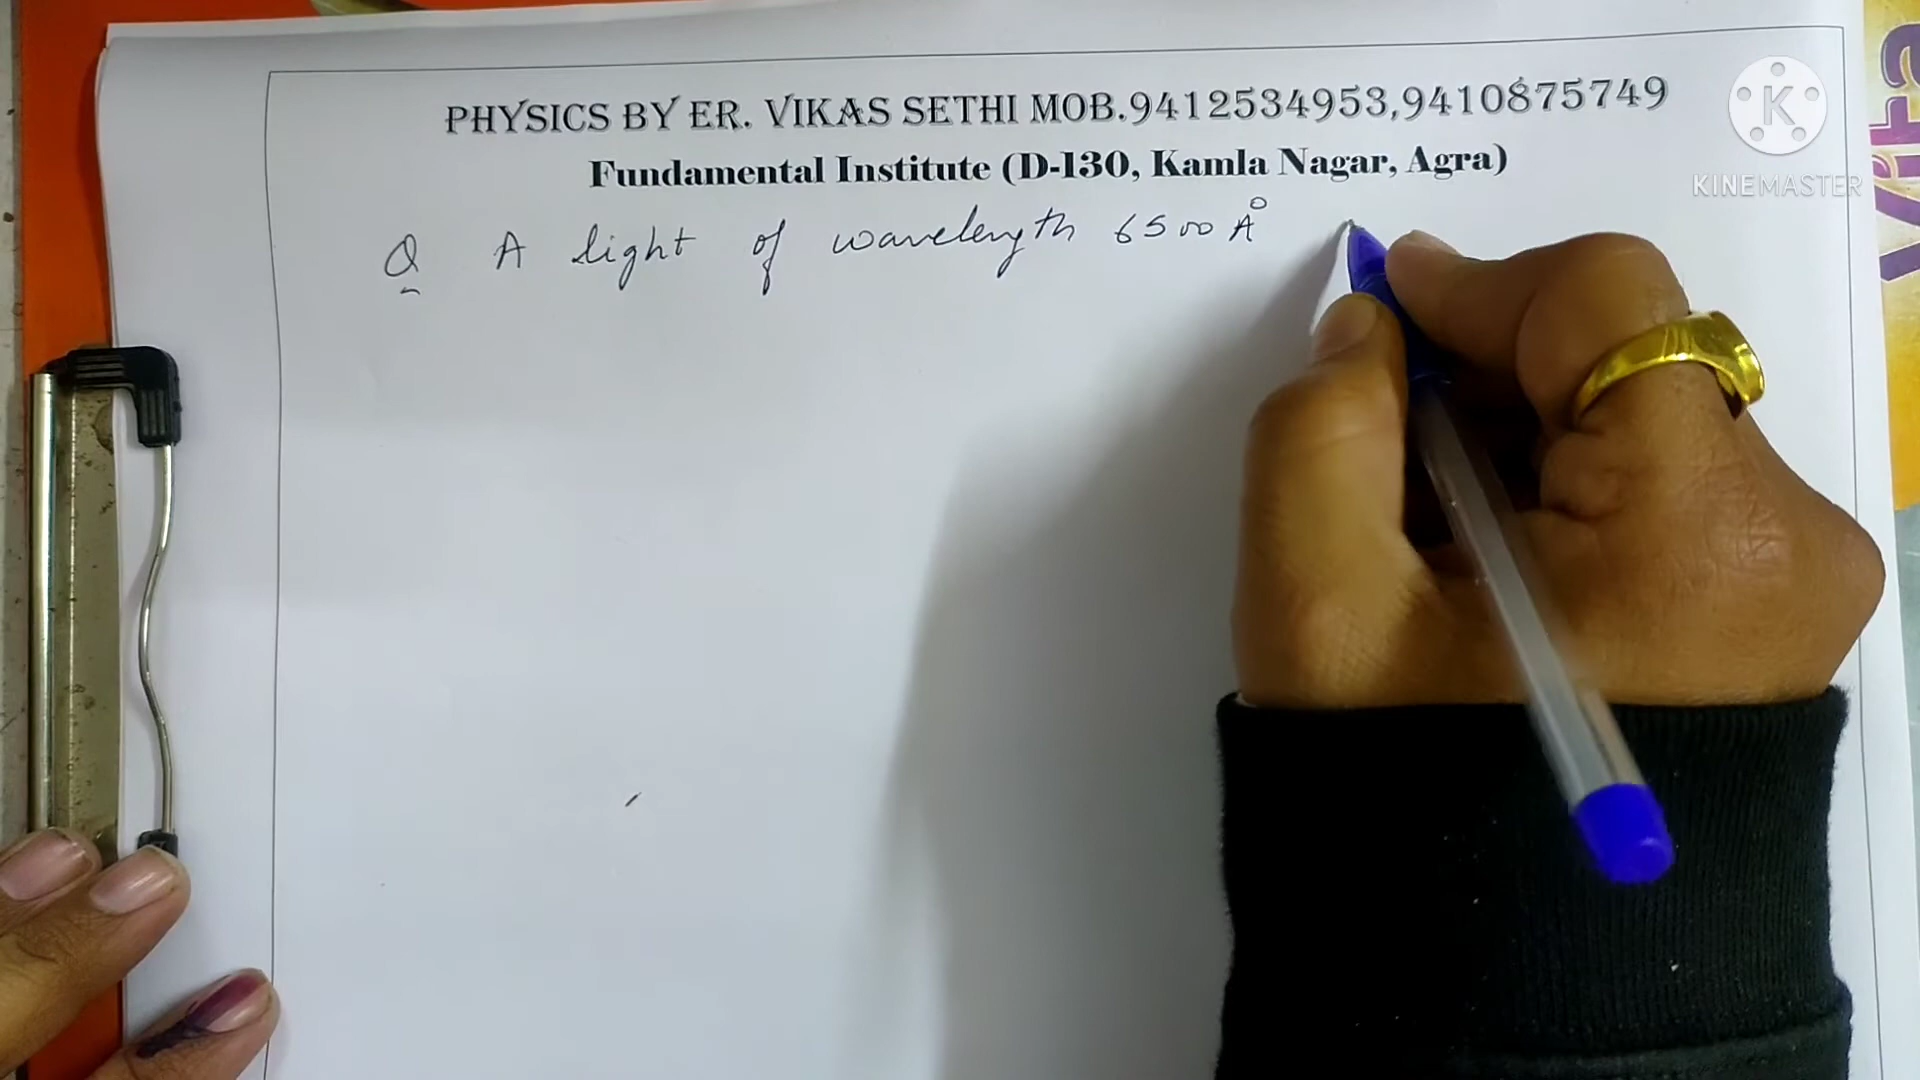 PHYSICS BY ER. VIKAS SETHI MOB.9412534953,9410875749
Fundamental Institute (D-130, Kamla Nagar, Agra)
Q A light of wavelength 6500 A°
K
KINEMASTER
Vita